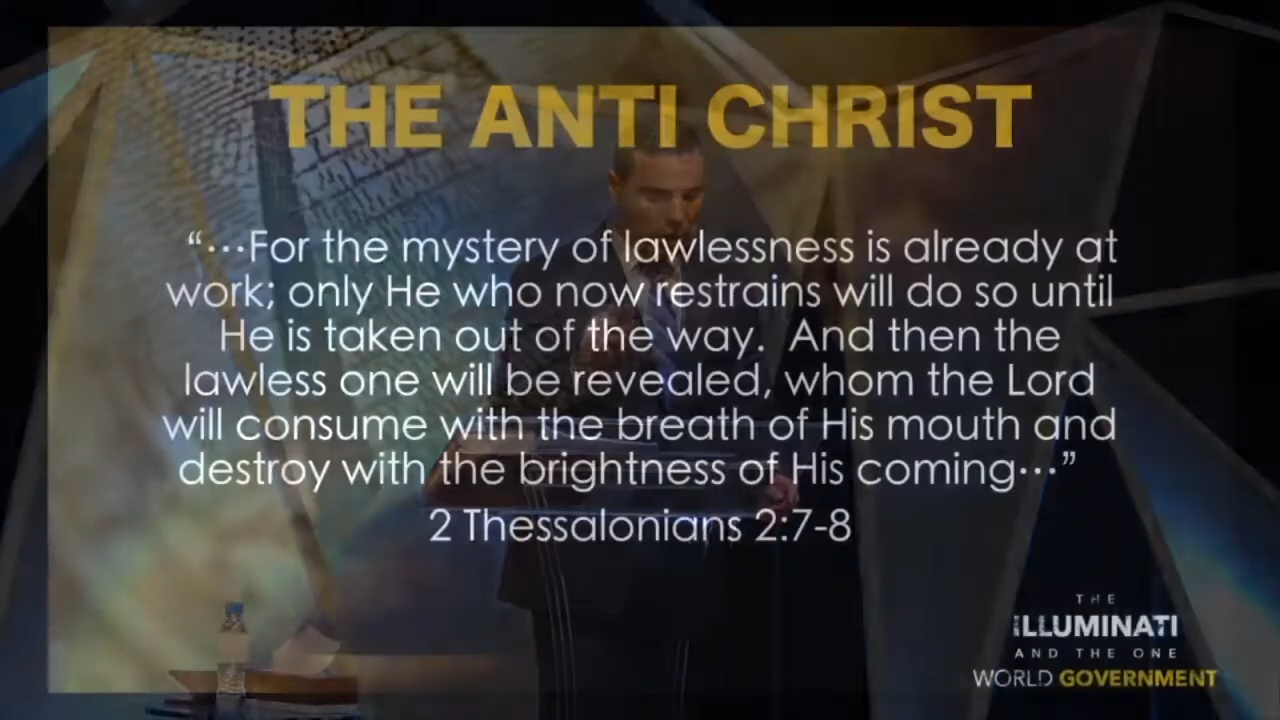 THE ANTI CHRIST
“…For the mystery of lawlessness is already at
work; only He who now restrains will do so until
He is taken out of the way.  And then the
lawless one will be revealed, whom the Lord
will consume with the breath of His mouth and
destroy with the brightness of His coming…”
2 Thessalonians 2:7-8
THE
ILLUMINATI
AND THE ONE
WORLD GOVERNMENT